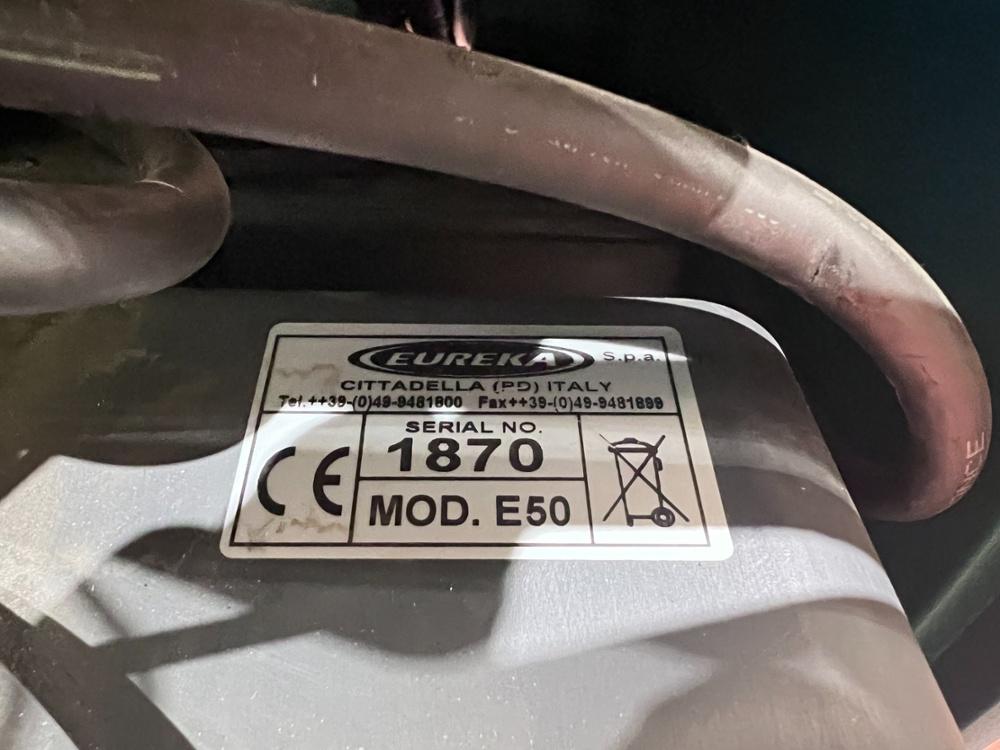 EUREKA S.p.a.
CITTADELLA (PD) ITALY
Tel.++39-(0)49-9481800 Fax++39-(0)49-9481899
CE
SERIAL NO.
1870
MOD. E50